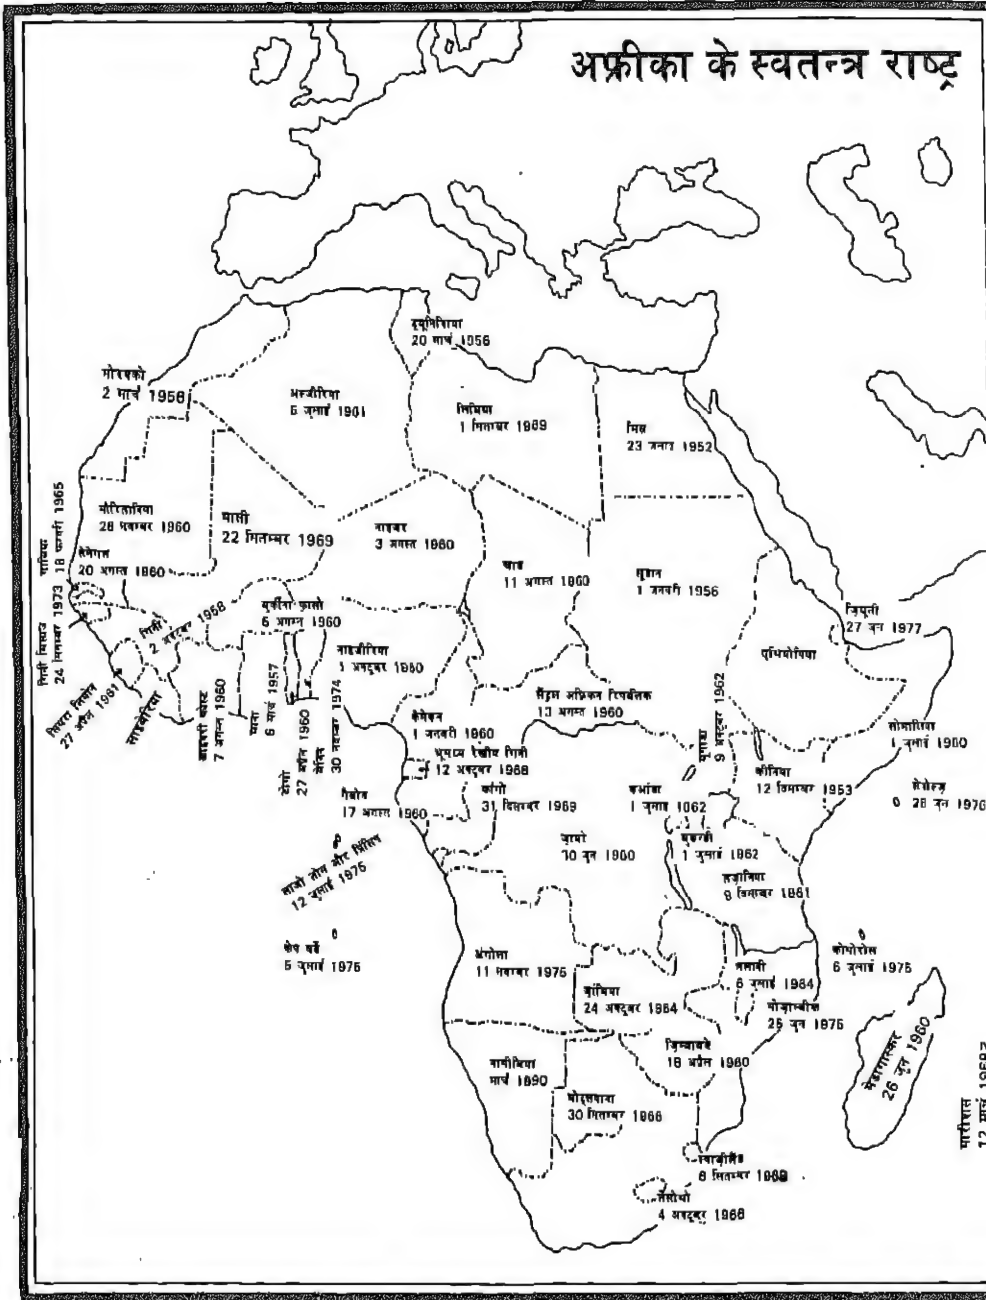 अफ्रीका के स्वतन्त्र राष्ट्र
ट्यूनिशिया
20 मार्च 1956
मोरक्को
2 मार्च 1956
अल्जीरिया
5 जुलाई 1961
लिबिया
1 सितम्बर 1969
मिस्र
23 1952
गाम्बिया
18 फरवरी 1965
गिनी बिसाउ
24 सितम्बर 1973
मौरितानिया
28 नवम्बर 1960
माली
22 सितम्बर 1969
नाइजर
3 अगस्त 1960
सेनेगल
20 अगस्त 1960
चाड
11 अगस्त 1960
सूडान
1 जनवरी 1956
जिबूती
27 जून 1977
गिनी
2 अक्टूबर 1958
बुर्कीना फासो
5 अगस्त 1960
नाइजीरिया
1 अक्टूबर 1960
इथियोपिया
सियरा लियोन
27 अप्रैल 1961
लाइबेरिया
आइवरी कोस्ट
7 अगस्त 1960
घाना
6 मार्च 1957
टोगो
27 अप्रैल 1960
बेनिन
30 नवम्बर 1974
सैंट्रल अफ्रिकन रिपब्लिक
13 अगस्त 1960
कैमेरून
1 जनवरी 1960
युगांडा
9 अक्टूबर 1962
सोमालिया
1 जुलाई 1960
भूमध्य रेखीय गिनी
12 अक्टूबर 1968
गैबोन
17 अगस्त 1960
कांगो
31 दिसम्बर 1969
रुआंडा
1 जुलाई 1962
कीनिया
12 दिसम्बर 1963
सेशेल्ज
28 जून 1976
ज़ायरे
30 जून 1960
बुरुन्डी
1 जुलाई 1962
तंज़ानिया
9 दिसम्बर 1961
साओ तोम और प्रिंसिप
12 जुलाई 1975
केप वर्दे
5 जुलाई 1975
अंगोला
11 नवम्बर 1975
मलावी
6 जुलाई 1964
कोमोरोस
6 जुलाई 1975
ज़ांबिया
24 अक्टूबर 1964
मोज़ाम्बीक
25 जून 1975
ज़िम्बाबवे
18 अप्रैल 1980
मेडागास्कर
26 जून 1960
नामीबिया
मार्च 1990
बोट्सवाना
30 सितम्बर 1966
मारीशस
12 मार्च
स्वाज़ीलैंड
6 सितम्बर 1968
लेसोथो
4 अक्टूबर 1966